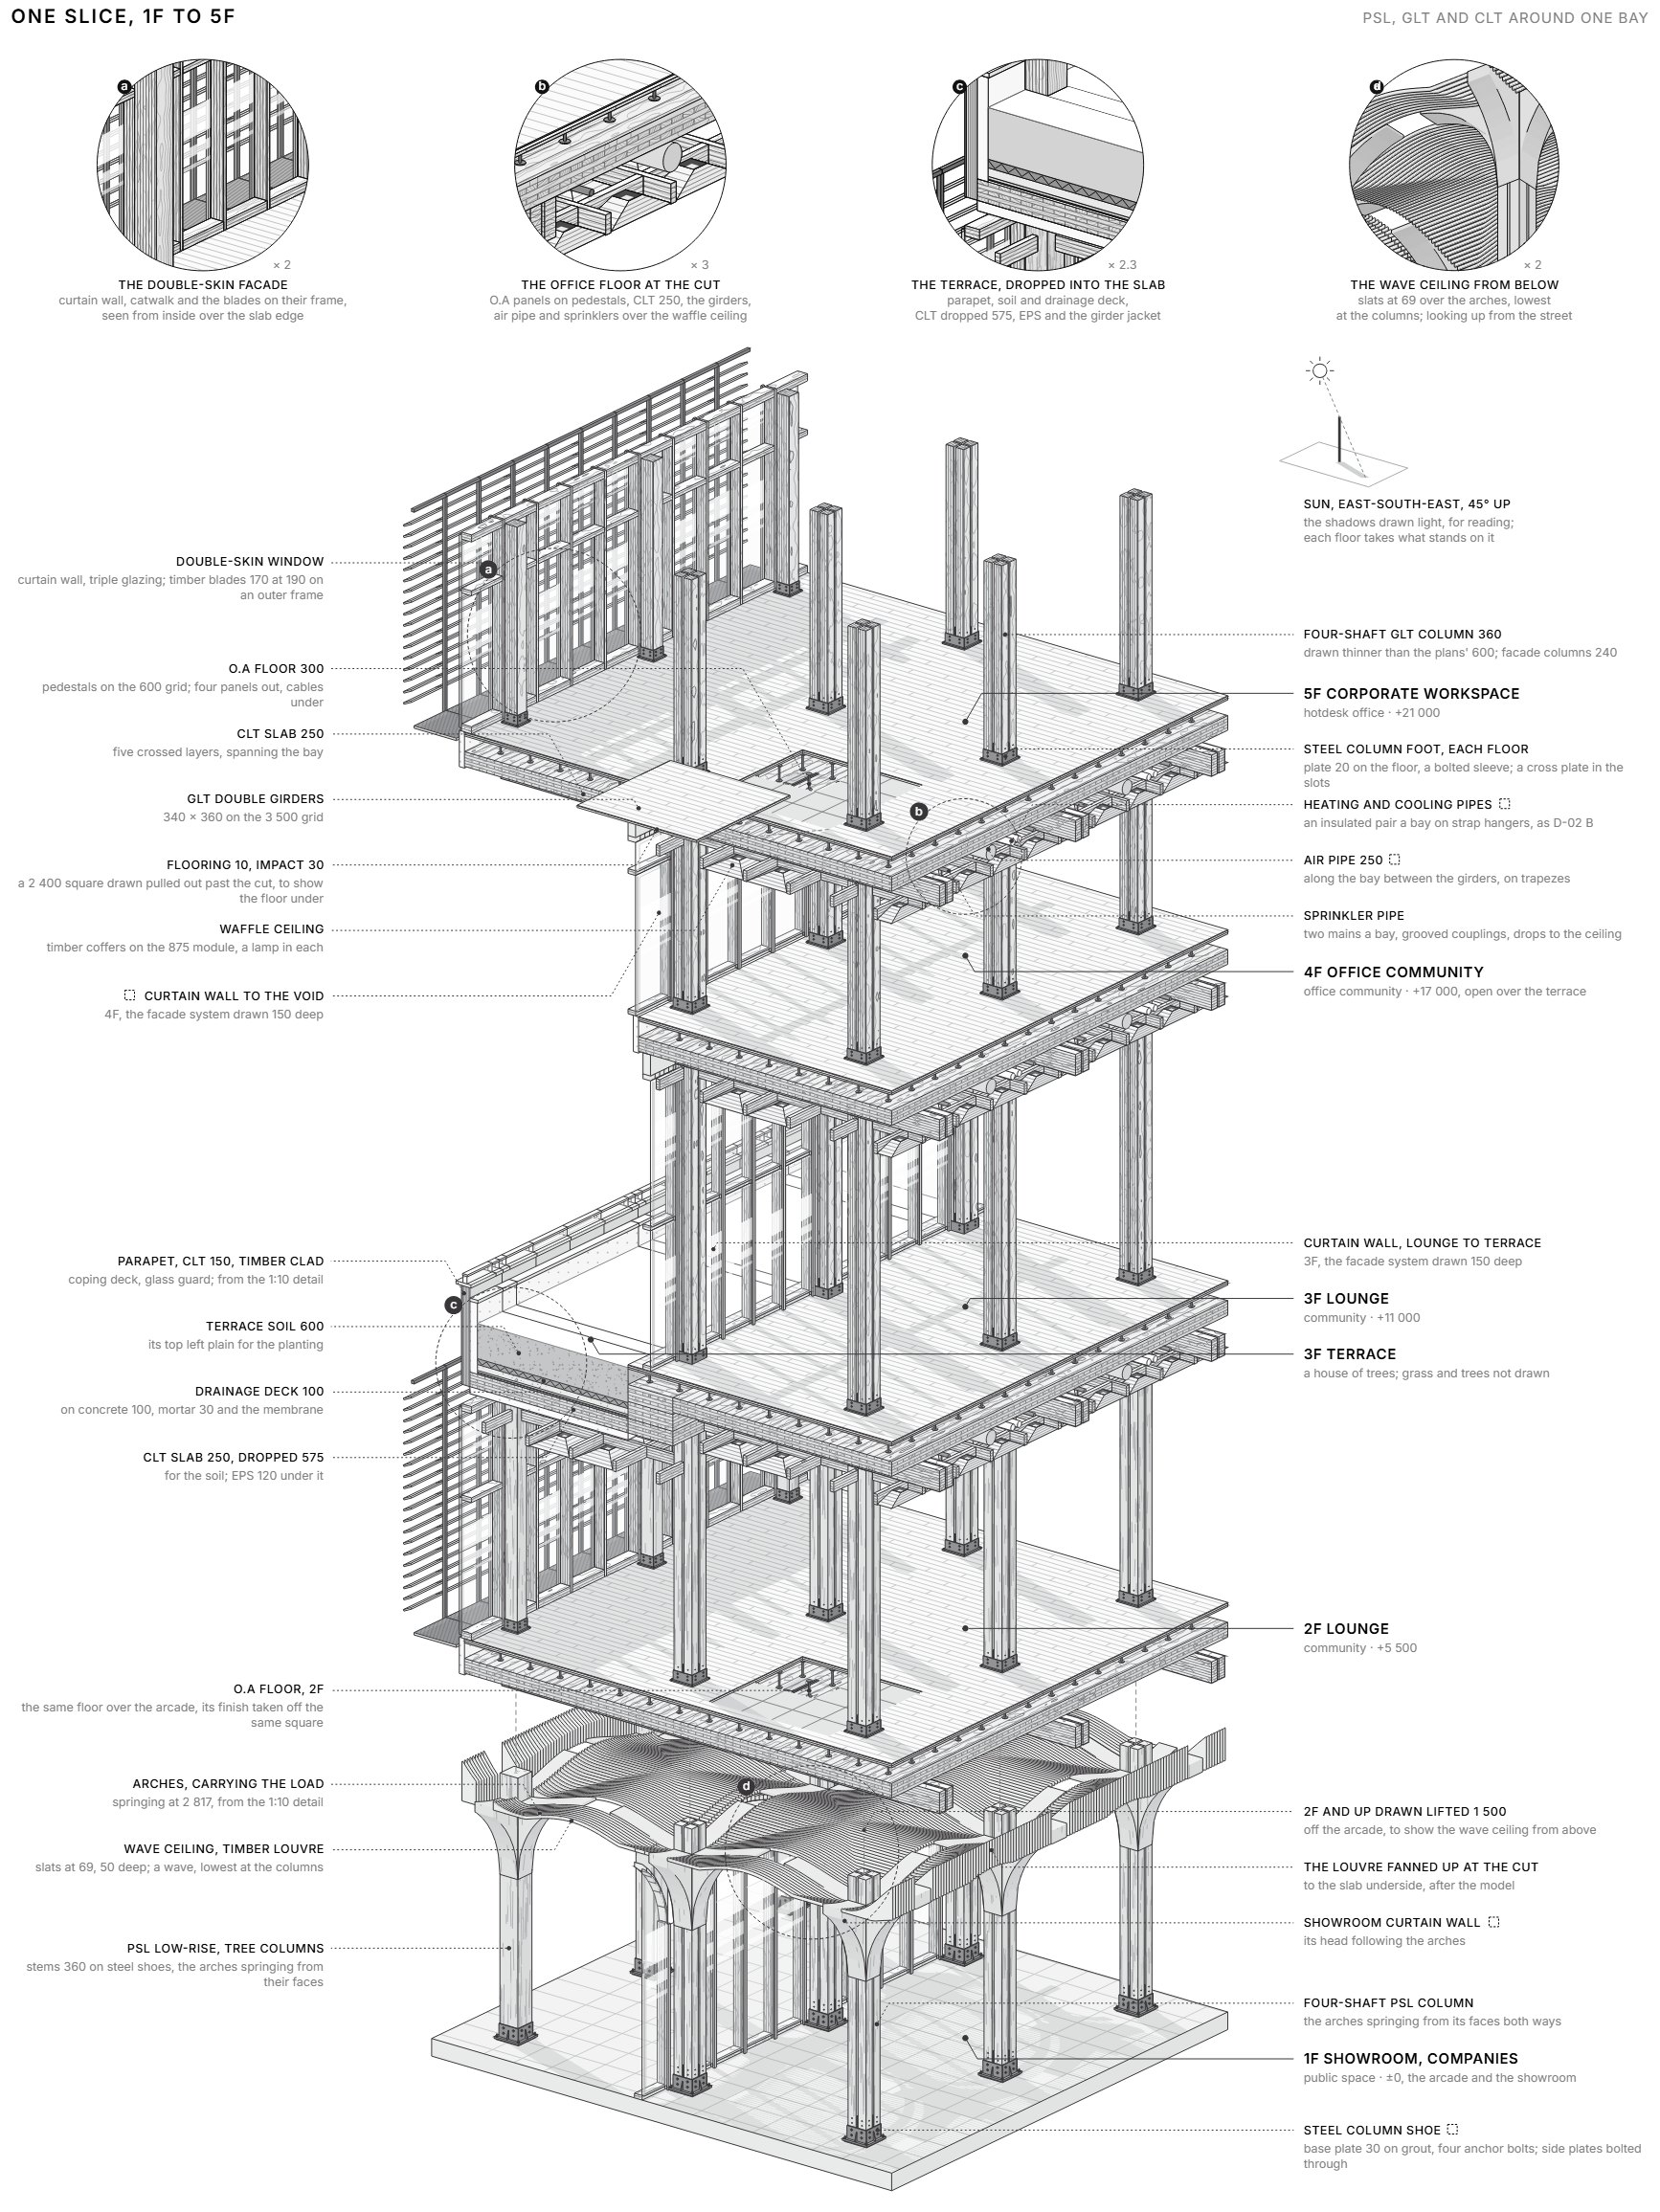 ONE SLICE, 1F TO 5F
PSL, GLT AND CLT AROUND ONE BAY
a
b
c
d
× 2
× 3
× 2.3
× 2
THE DOUBLE-SKIN FACADE
curtain wall, catwalk and the blades on their frame,
seen from inside over the slab edge
THE OFFICE FLOOR AT THE CUT
O.A panels on pedestals, CLT 250, the girders,
air pipe and sprinklers over the waffle ceiling
THE TERRACE, DROPPED INTO THE SLAB
parapet, soil and drainage deck,
CLT dropped 575, EPS and the girder jacket
THE WAVE CEILING FROM BELOW
slats at 69 over the arches, lowest
at the columns; looking up from the street
SUN, EAST-SOUTH-EAST, 45° UP
the shadows drawn light, for reading;
each floor takes what stands on it
DOUBLE-SKIN WINDOW
curtain wall, triple glazing; timber blades 170 at 190 on
an outer frame
a
O.A FLOOR 300
pedestals on the 600 grid; four panels out, cables
under
CLT SLAB 250
five crossed layers, spanning the bay
GLT DOUBLE GIRDERS
340 × 360 on the 3 500 grid
FLOORING 10, IMPACT 30
a 2 400 square drawn pulled out past the cut, to show
the floor under
WAFFLE CEILING
timber coffers on the 875 module, a lamp in each
CURTAIN WALL TO THE VOID
4F, the facade system drawn 150 deep
FOUR-SHAFT GLT COLUMN 360
drawn thinner than the plans' 600; facade columns 240
5F CORPORATE WORKSPACE
hotdesk office · +21 000
STEEL COLUMN FOOT, EACH FLOOR
plate 20 on the floor, a bolted sleeve; a cross plate in the
slots
HEATING AND COOLING PIPES
an insulated pair a bay on strap hangers, as D-02 B
b
AIR PIPE 250
along the bay between the girders, on trapezes
SPRINKLER PIPE
two mains a bay, grooved couplings, drops to the ceiling
4F OFFICE COMMUNITY
office community · +17 000, open over the terrace
PARAPET, CLT 150, TIMBER CLAD
coping deck, glass guard; from the 1:10 detail
c
TERRACE SOIL 600
its top left plain for the planting
DRAINAGE DECK 100
on concrete 100, mortar 30 and the membrane
CLT SLAB 250, DROPPED 575
for the soil; EPS 120 under it
CURTAIN WALL, LOUNGE TO TERRACE
3F, the facade system drawn 150 deep
3F LOUNGE
community · +11 000
3F TERRACE
a house of trees; grass and trees not drawn
2F LOUNGE
community · +5 500
O.A FLOOR, 2F
the same floor over the arcade, its finish taken off the
same square
ARCHES, CARRYING THE LOAD
springing at 2 817, from the 1:10 detail
d
WAVE CEILING, TIMBER LOUVRE
slats at 69, 50 deep; a wave, lowest at the columns
PSL LOW-RISE, TREE COLUMNS
stems 360 on steel shoes, the arches springing from
their faces
2F AND UP DRAWN LIFTED 1 500
off the arcade, to show the wave ceiling from above
THE LOUVRE FANNED UP AT THE CUT
to the slab underside, after the model
SHOWROOM CURTAIN WALL
its head following the arches
FOUR-SHAFT PSL COLUMN
the arches springing from its faces both ways
1F SHOWROOM, COMPANIES
public space · ±0, the arcade and the showroom
STEEL COLUMN SHOE
base plate 30 on grout, four anchor bolts; side plates bolted
through